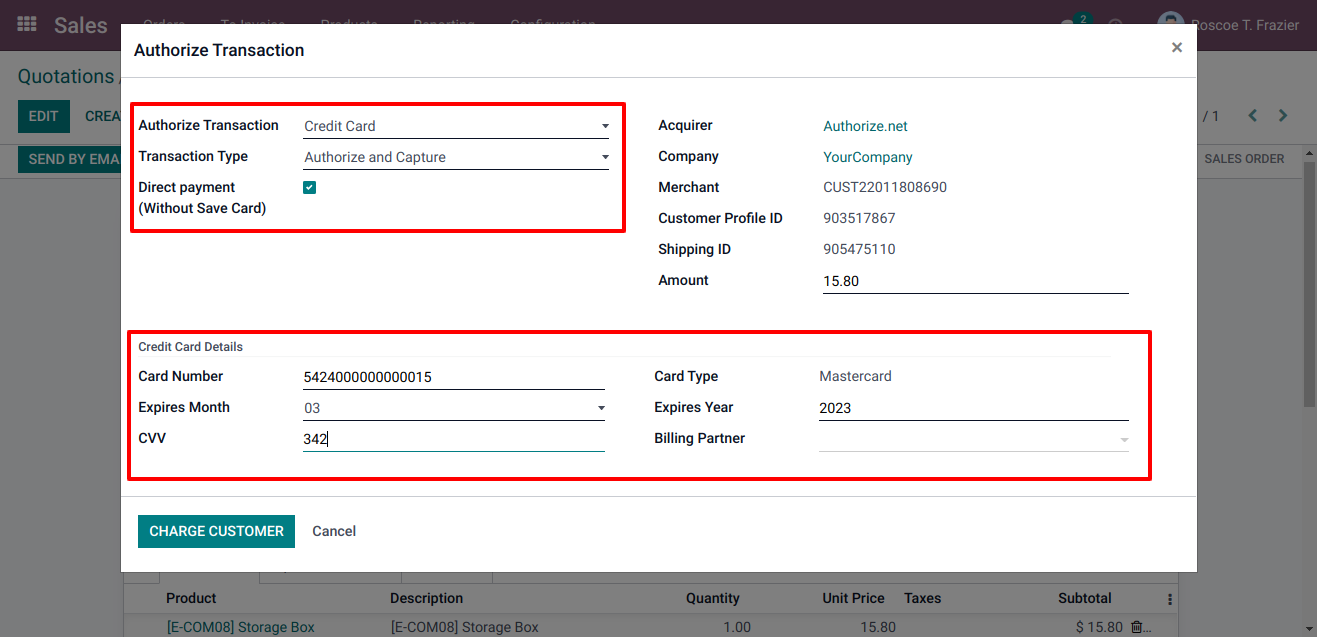 Sales Orders To Invoice Products Reporting Configuration 2 Roscoe T. Frazier
Quotations /
EDIT CREA / 1
SEND BY EMA SALES ORDER
Authorize Transaction ×
Authorize Transaction Credit Card
Transaction Type Authorize and Capture
Direct payment
(Without Save Card)
Acquirer Authorize.net
Company YourCompany
Merchant CUST22011808690
Customer Profile ID 903517867
Shipping ID 905475110
Amount 15.80
Credit Card Details
Card Number 5424000000000015 Card Type Mastercard
Expires Month 03 Expires Year 2023
CVV 342 Billing Partner
CHARGE CUSTOMER Cancel
Product Description Quantity Unit Price Taxes Subtotal
[E-COM08] Storage Box [E-COM08] Storage Box 1.00 15.80 $ 15.80